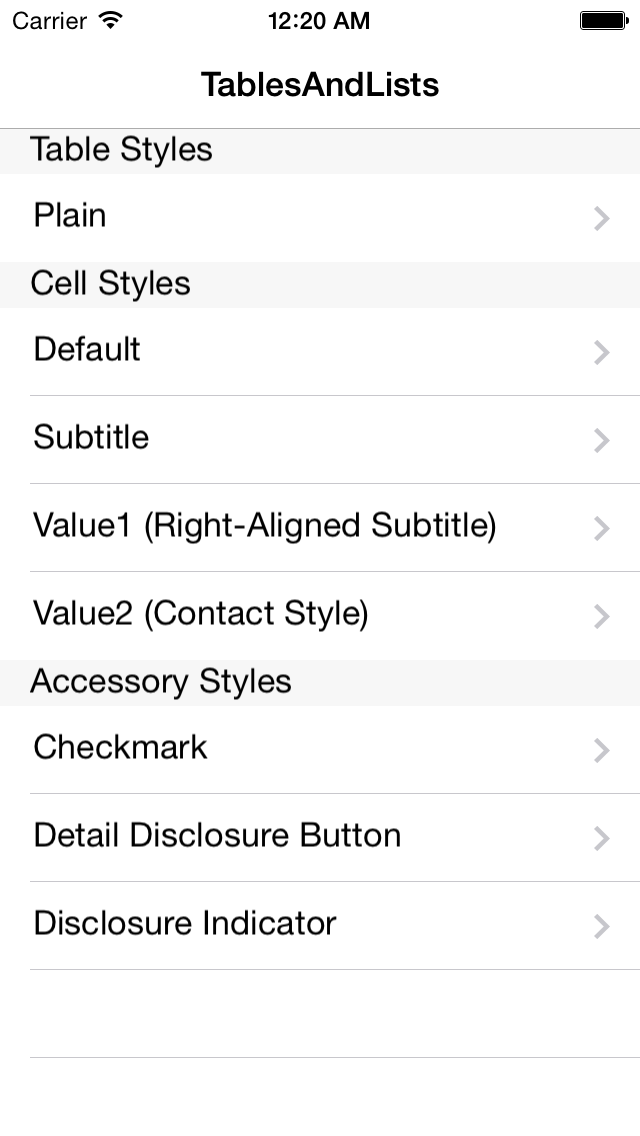 Carrier 12:20 AM
TablesAndLists
Table Styles
Plain
Cell Styles
Default
Subtitle
Value1 (Right-Aligned Subtitle)
Value2 (Contact Style)
Accessory Styles
Checkmark
Detail Disclosure Button
Disclosure Indicator